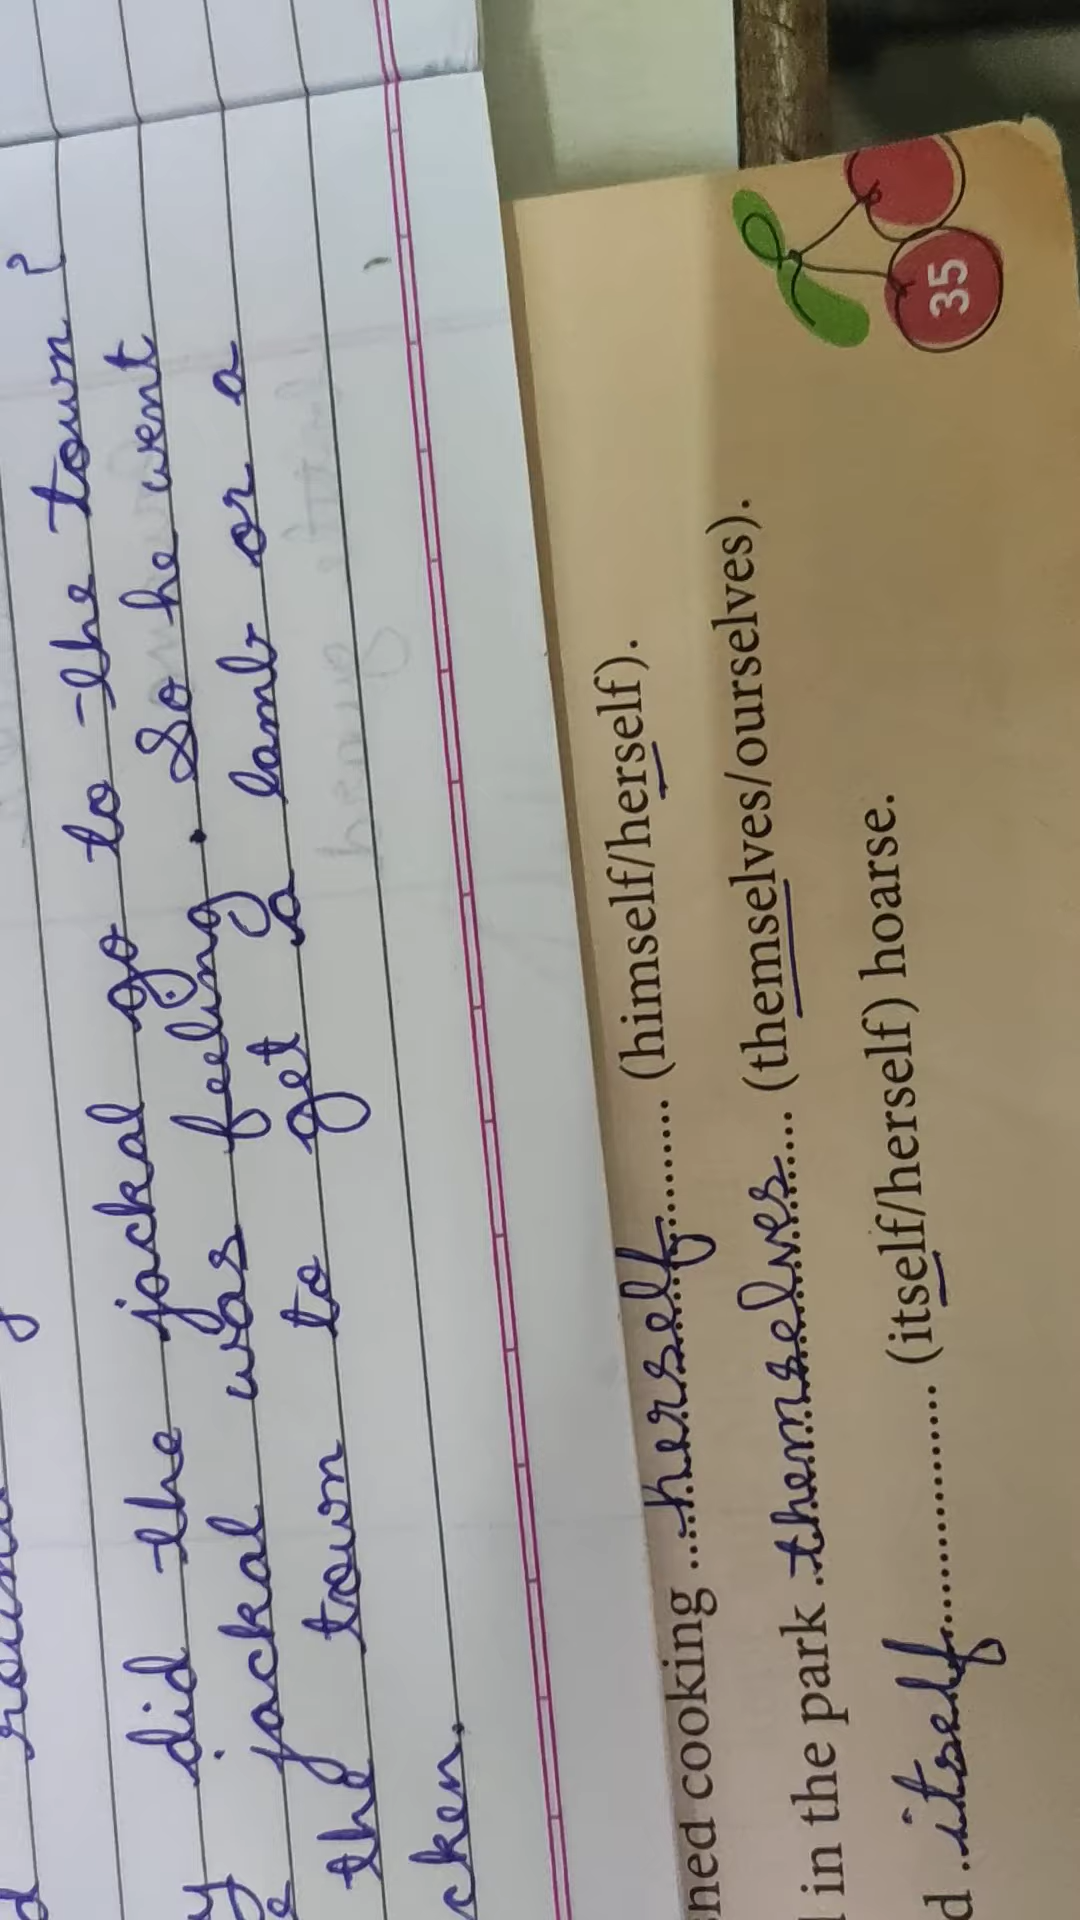 did the jackal go to the town ?
jackal was feeling . So he went
the town to get a lamb or a
cken.
ned cooking .... herself .......... (himself/herself).
in the park .. themselves ..... (themselves/ourselves).
d .. itself .................... (itself/herself) hoarse.
35